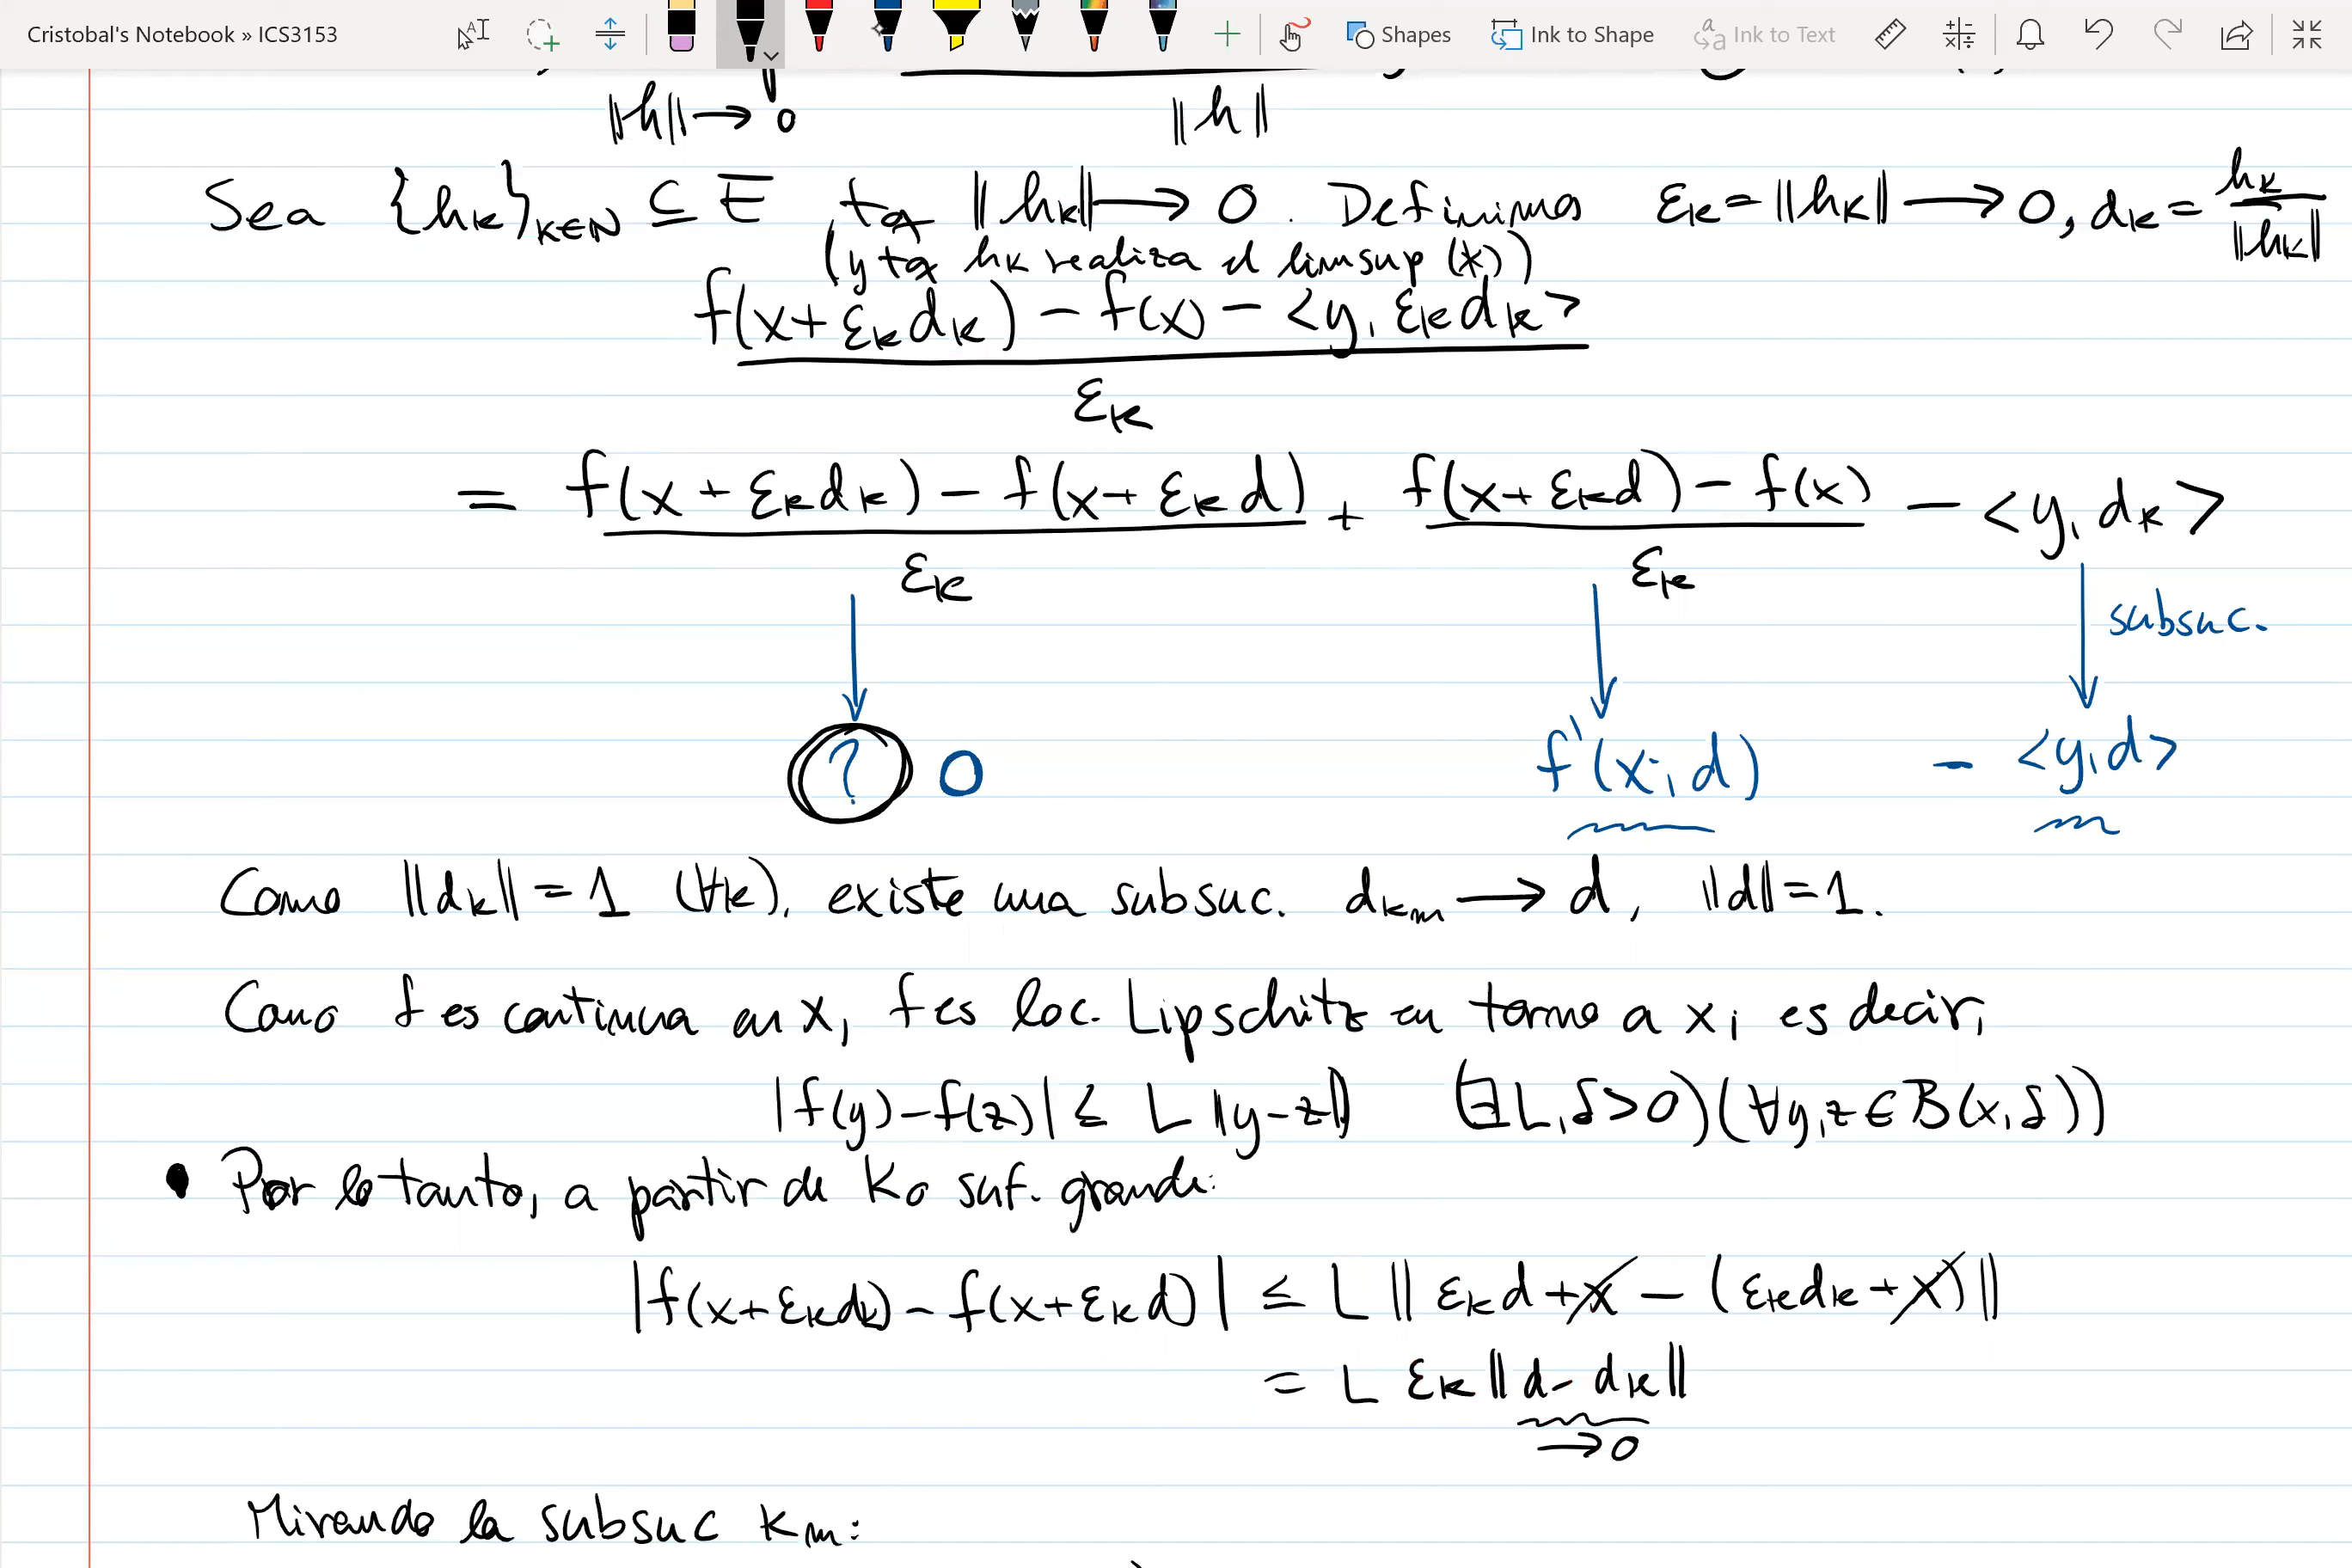 Cristobal's Notebook » ICS3153
Shapes
Ink to Shape
Ink to Text
||h||→0
||h||
Sea {hk}k∈N ⊆ E tq ||hk||→0. Definimos εk=||hk||→0, dk= hk/||hk||
(y tq hk realiza el limsup (*))
f(x+εkdk)-f(x)-<y, εkdk>
εk
= f(x+εkdk)-f(x+εkd)/εk + f(x+εkd)-f(x)/εk - <y, dk>
subsuc.
? 0 f'(x;d) - <y,d>
Como ||dk||=1 (∀k), existe una subsuc. dkm→d, ||d||=1.
Como f es continua en x, f es loc. Lipschitz en torno a x; es decir,
|f(y)-f(z)| ≤ L||y-z|| (∃L,δ>0)(∀y,z∈B(x,δ))
• Por lo tanto, a partir de K0 suf. grande:
|f(x+εkdk)-f(x+εkd)| ≤ L||εkd+x-(εkdk+x)||
= L εk||d-dk||
→0
Mirando la subsuc km: